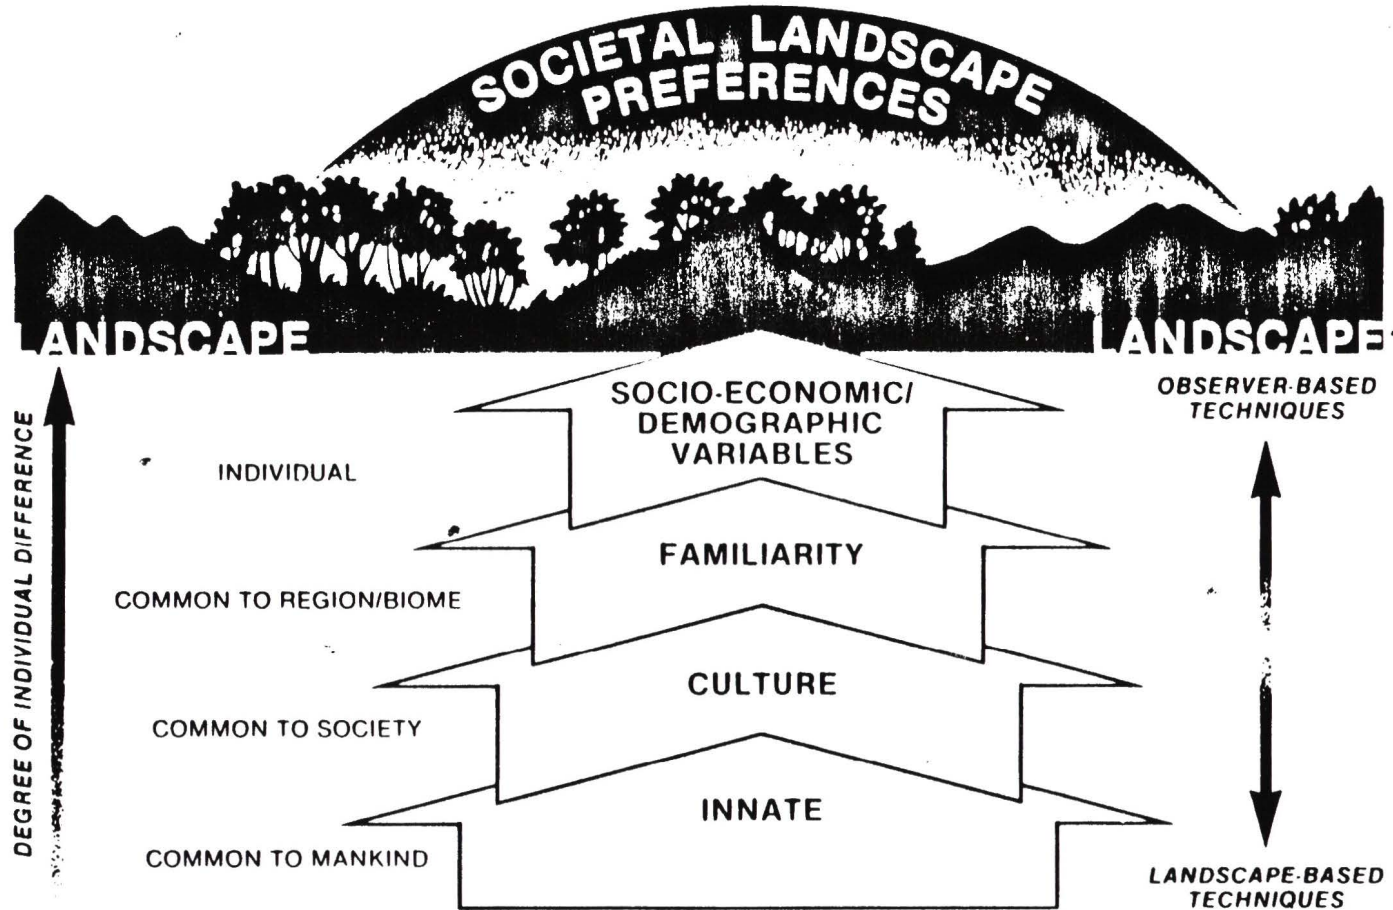 SOCIETAL LANDSCAPE
PREFERENCES
LANDSCAPE
LANDSCAPE
SOCIO-ECONOMIC/
DEMOGRAPHIC
VARIABLES
OBSERVER-BASED
TECHNIQUES
DEGREE OF INDIVIDUAL DIFFERENCE
INDIVIDUAL
FAMILIARITY
COMMON TO REGION/BIOME
CULTURE
COMMON TO SOCIETY
INNATE
COMMON TO MANKIND
LANDSCAPE-BASED
TECHNIQUES